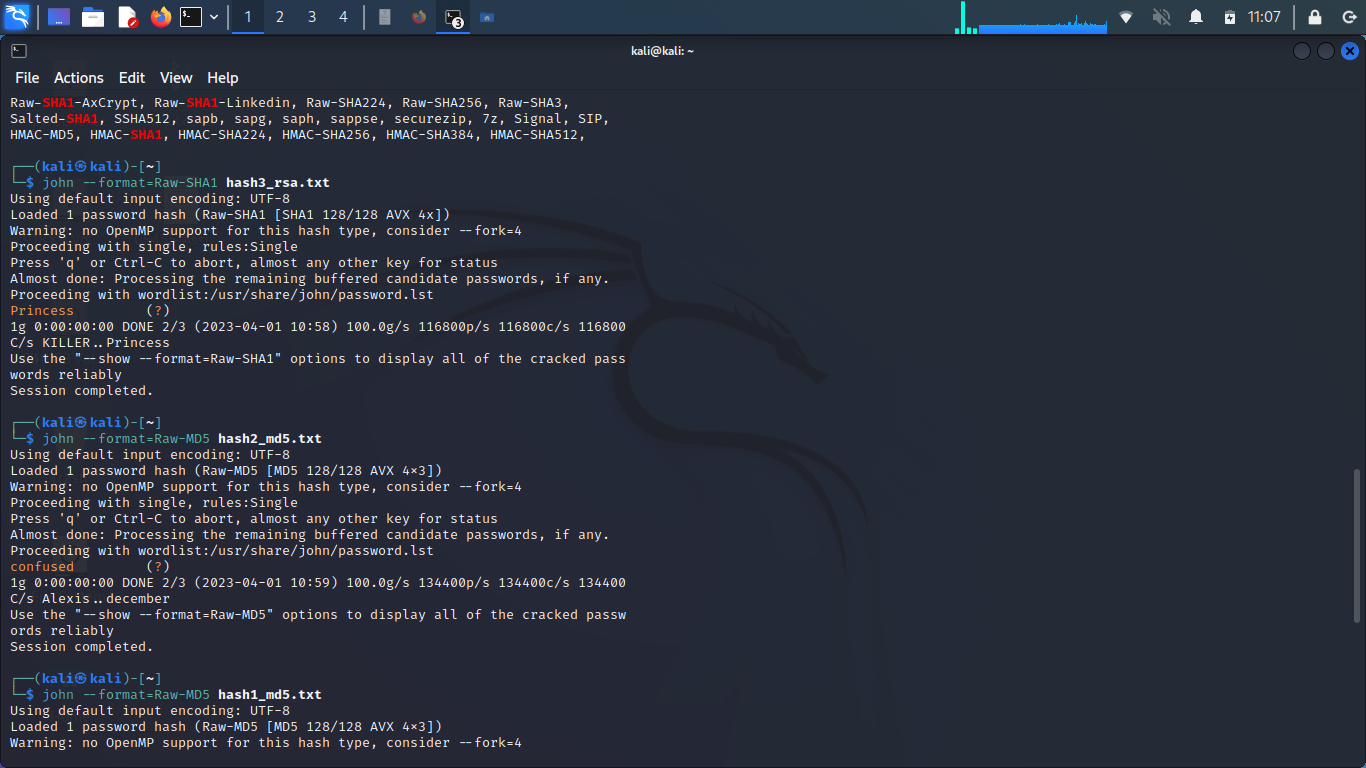 1 2 3 4 3 11:07
kali@kali: ~
File Actions Edit View Help
Raw-SHA1-AxCrypt, Raw-SHA1-Linkedin, Raw-SHA224, Raw-SHA256, Raw-SHA3,
Salted-SHA1, SSHA512, sapb, sapg, saph, sappse, securezip, 7z, Signal, SIP,
HMAC-MD5, HMAC-SHA1, HMAC-SHA224, HMAC-SHA256, HMAC-SHA384, HMAC-SHA512,
┌──(kali㉿kali)-[~]
└─$ john --format=Raw-SHA1 hash3_rsa.txt
Using default input encoding: UTF-8
Loaded 1 password hash (Raw-SHA1 [SHA1 128/128 AVX 4x])
Warning: no OpenMP support for this hash type, consider --fork=4
Proceeding with single, rules:Single
Press 'q' or Ctrl-C to abort, almost any other key for status
Almost done: Processing the remaining buffered candidate passwords, if any.
Proceeding with wordlist:/usr/share/john/password.lst
Princess         (?)
1g 0:00:00:00 DONE 2/3 (2023-04-01 10:58) 100.0g/s 116800p/s 116800c/s 116800
C/s KILLER..Princess
Use the "--show --format=Raw-SHA1" options to display all of the cracked pass
words reliably
Session completed.
┌──(kali㉿kali)-[~]
└─$ john --format=Raw-MD5 hash2_md5.txt
Using default input encoding: UTF-8
Loaded 1 password hash (Raw-MD5 [MD5 128/128 AVX 4×3])
Warning: no OpenMP support for this hash type, consider --fork=4
Proceeding with single, rules:Single
Press 'q' or Ctrl-C to abort, almost any other key for status
Almost done: Processing the remaining buffered candidate passwords, if any.
Proceeding with wordlist:/usr/share/john/password.lst
confused         (?)
1g 0:00:00:00 DONE 2/3 (2023-04-01 10:59) 100.0g/s 134400p/s 134400c/s 134400
C/s Alexis..december
Use the "--show --format=Raw-MD5" options to display all of the cracked passw
ords reliably
Session completed.
┌──(kali㉿kali)-[~]
└─$ john --format=Raw-MD5 hash1_md5.txt
Using default input encoding: UTF-8
Loaded 1 password hash (Raw-MD5 [MD5 128/128 AVX 4×3])
Warning: no OpenMP support for this hash type, consider --fork=4